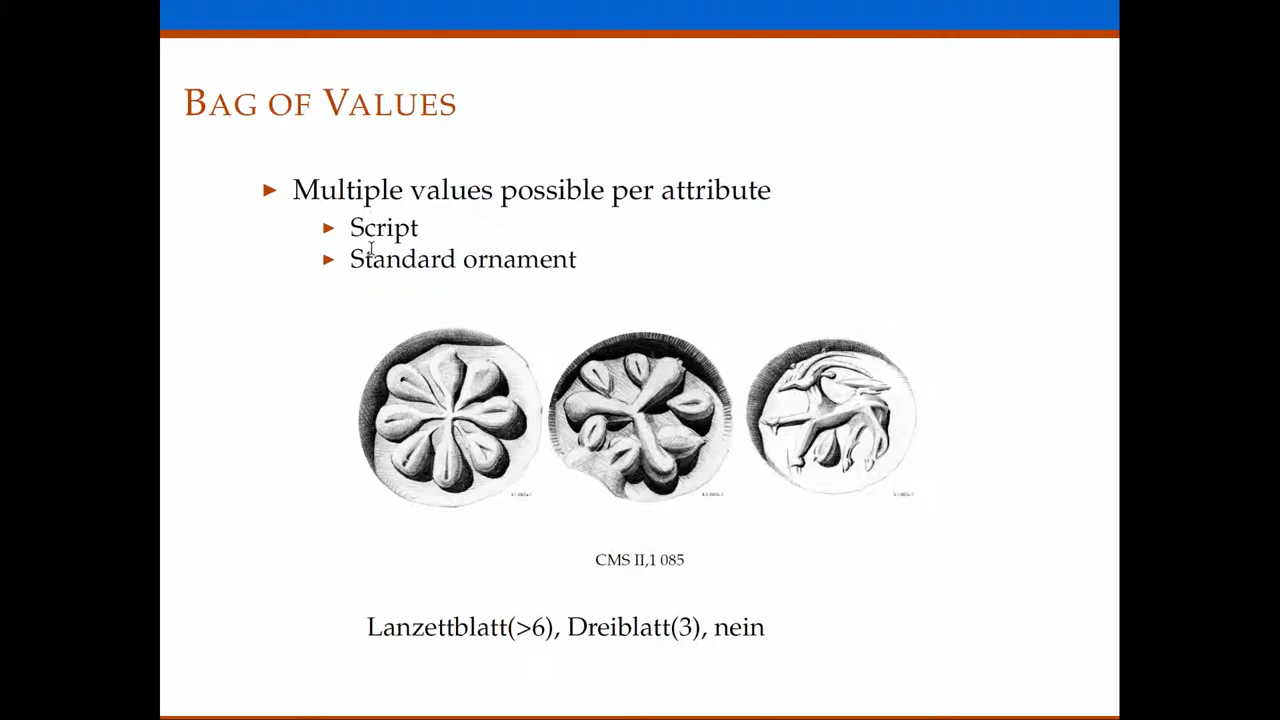 BAG OF VALUES
Multiple values possible per attribute
Script
Standard ornament
CMS II,1 085
Lanzettblatt(>6), Dreiblatt(3), nein